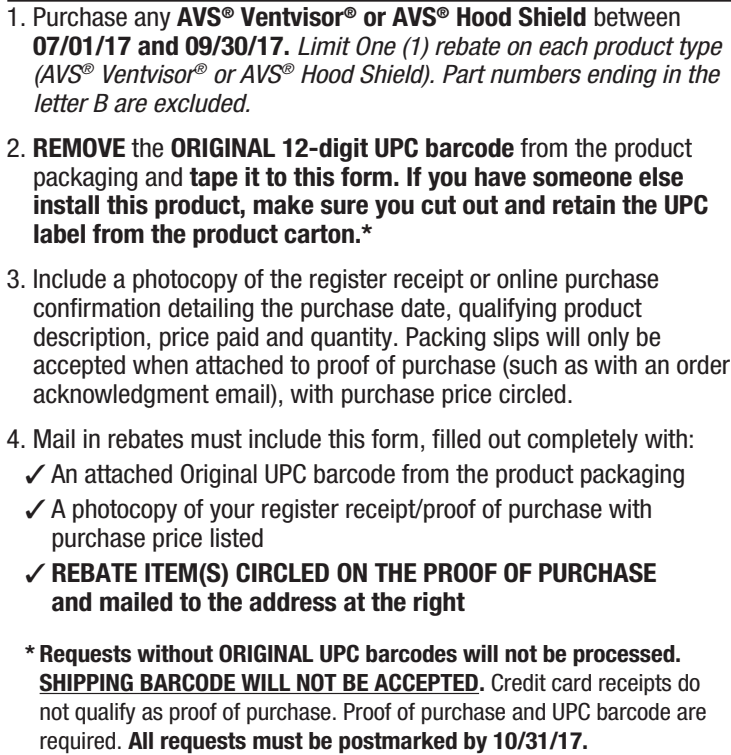 1. Purchase any AVS® Ventvisor® or AVS® Hood Shield between
07/01/17 and 09/30/17. Limit One (1) rebate on each product type
(AVS® Ventvisor® or AVS® Hood Shield). Part numbers ending in the
letter B are excluded.
2. REMOVE the ORIGINAL 12-digit UPC barcode from the product
packaging and tape it to this form. If you have someone else
install this product, make sure you cut out and retain the UPC
label from the product carton.*
3. Include a photocopy of the register receipt or online purchase
confirmation detailing the purchase date, qualifying product
description, price paid and quantity. Packing slips will only be
accepted when attached to proof of purchase (such as with an order
acknowledgment email), with purchase price circled.
4. Mail in rebates must include this form, filled out completely with:
✓ An attached Original UPC barcode from the product packaging
✓ A photocopy of your register receipt/proof of purchase with
purchase price listed
✓ REBATE ITEM(S) CIRCLED ON THE PROOF OF PURCHASE
and mailed to the address at the right
* Requests without ORIGINAL UPC barcodes will not be processed.
SHIPPING BARCODE WILL NOT BE ACCEPTED. Credit card receipts do
not qualify as proof of purchase. Proof of purchase and UPC barcode are
required. All requests must be postmarked by 10/31/17.